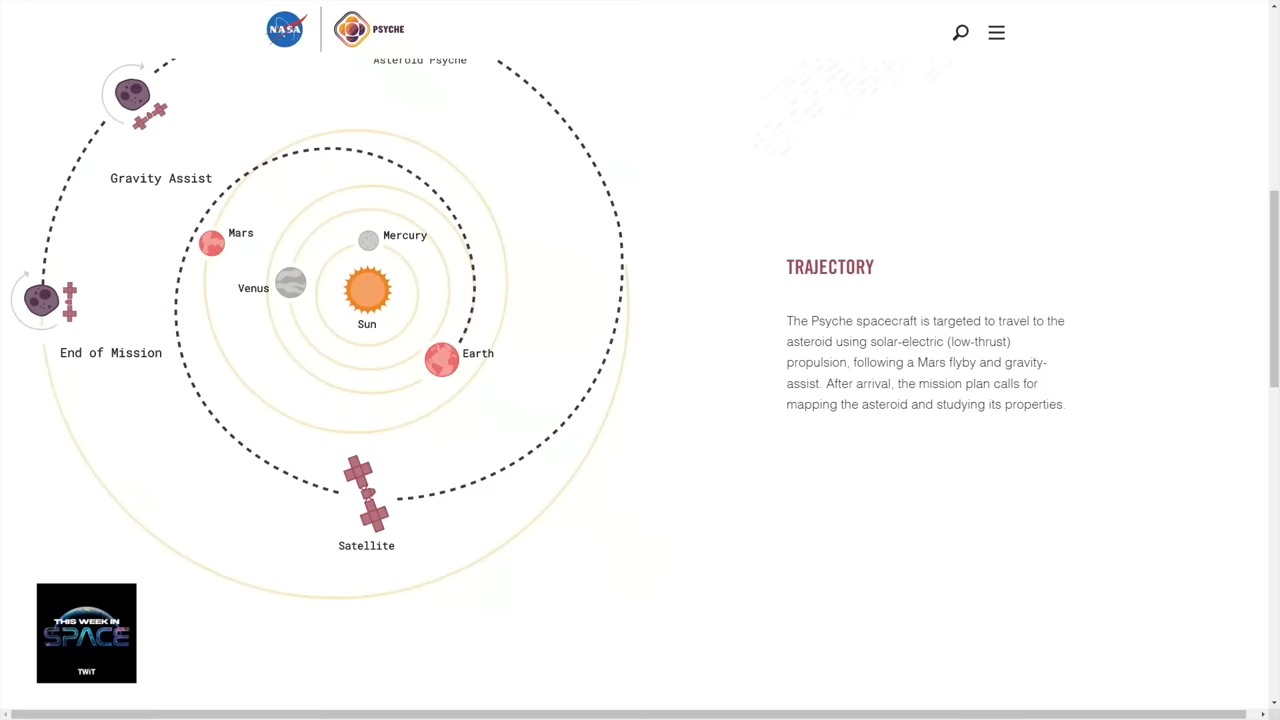 NASA
PSYCHE
Asteroid Psyche
Gravity Assist
Mars
Mercury
Venus
Sun
End of Mission
Earth
Satellite
TRAJECTORY
The Psyche spacecraft is targeted to travel to the
asteroid using solar-electric (low-thrust)
propulsion, following a Mars flyby and gravity-
assist. After arrival, the mission plan calls for
mapping the asteroid and studying its properties.
THIS WEEK IN
SPACE
TWiT